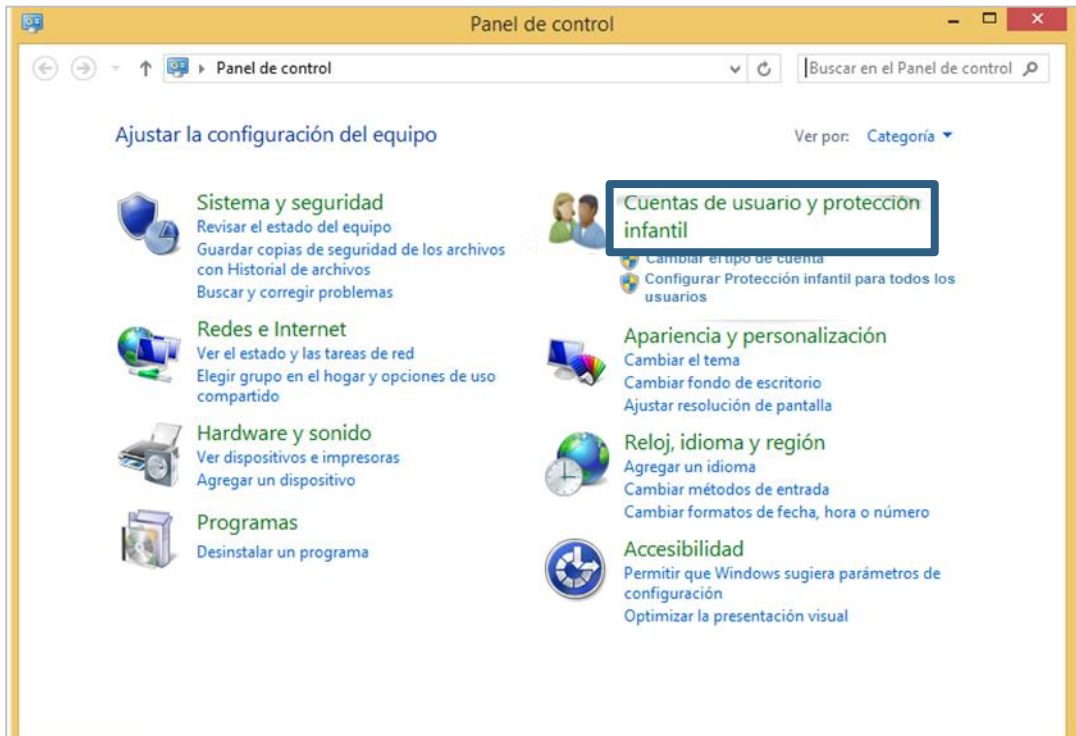 Panel de control
Panel de control
Buscar en el Panel de control
Ajustar la configuración del equipo
Ver por: Categoría
Sistema y seguridad
Revisar el estado del equipo
Guardar copias de seguridad de los archivos
con Historial de archivos
Buscar y corregir problemas
Redes e Internet
Ver el estado y las tareas de red
Elegir grupo en el hogar y opciones de uso
compartido
Hardware y sonido
Ver dispositivos e impresoras
Agregar un dispositivo
Programas
Desinstalar un programa
Cuentas de usuario y protección
infantil
Cambiar el tipo de cuenta
Configurar Protección infantil para todos los
usuarios
Apariencia y personalización
Cambiar el tema
Cambiar fondo de escritorio
Ajustar resolución de pantalla
Reloj, idioma y región
Agregar un idioma
Cambiar métodos de entrada
Cambiar formatos de fecha, hora o número
Accesibilidad
Permitir que Windows sugiera parámetros de
configuración
Optimizar la presentación visual